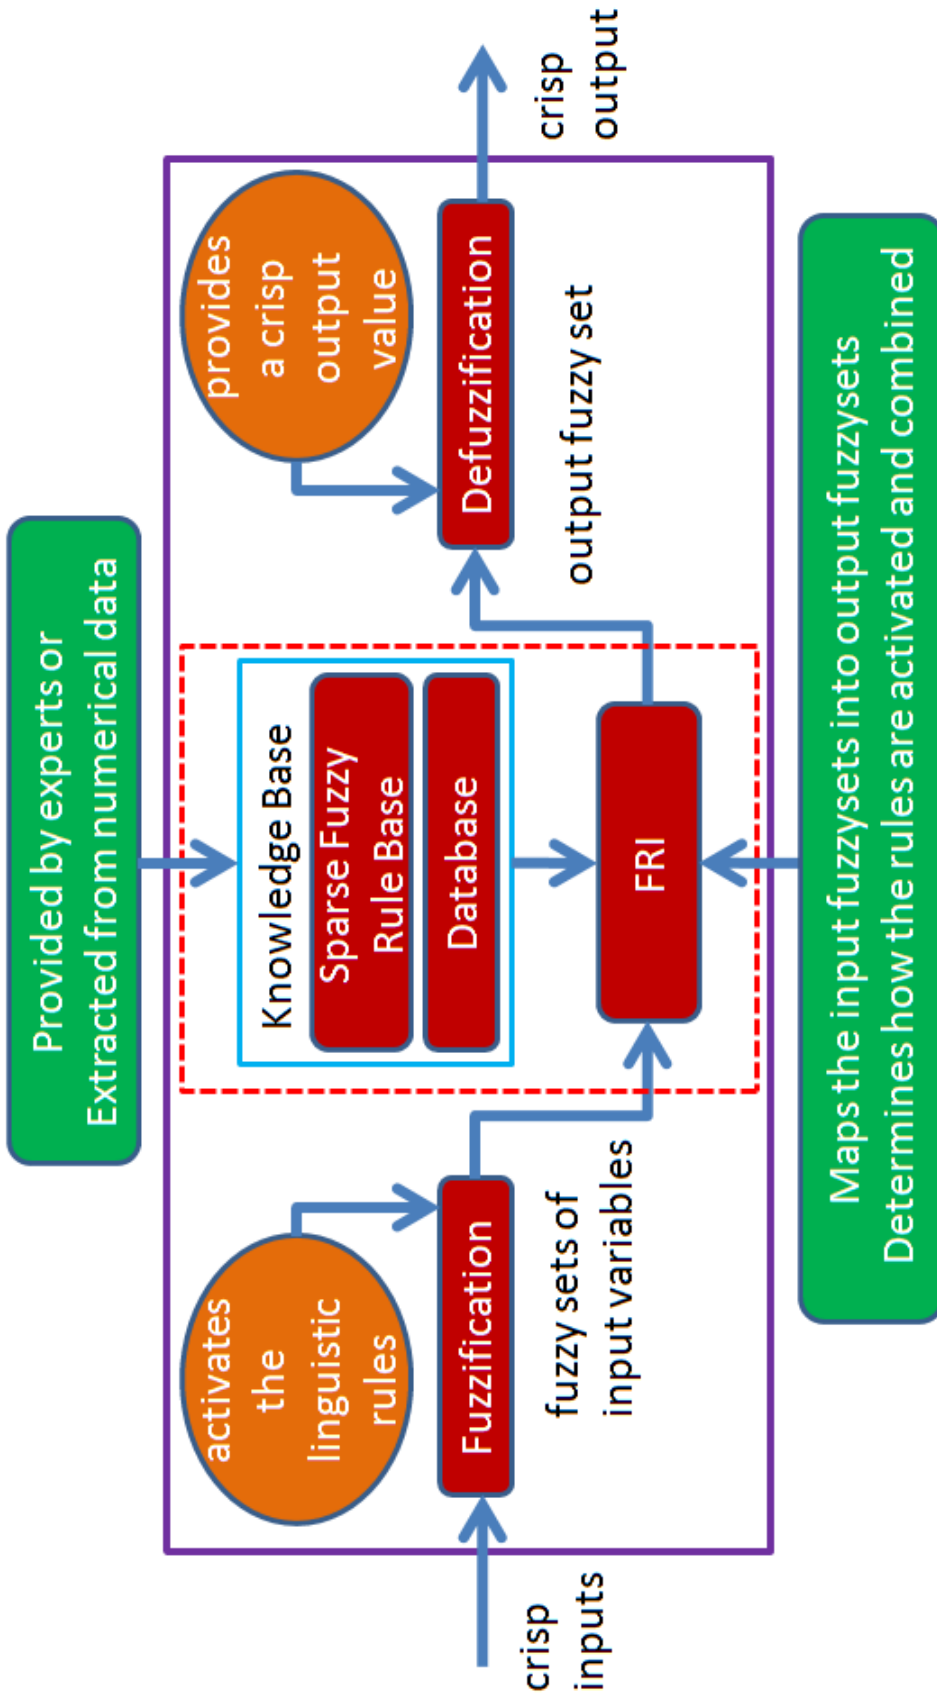 Provided by experts or
Extracted from numerical data
activates
the
linguistic
rules
Knowledge Base
Sparse Fuzzy
Rule Base
Database
provides
a crisp
output
value
crisp
inputs
Fuzzification
fuzzy sets of
input variables
FRI
Defuzzification
output fuzzy set
crisp
output
Maps the input fuzzysets into output fuzzysets
Determines how the rules are activated and combined